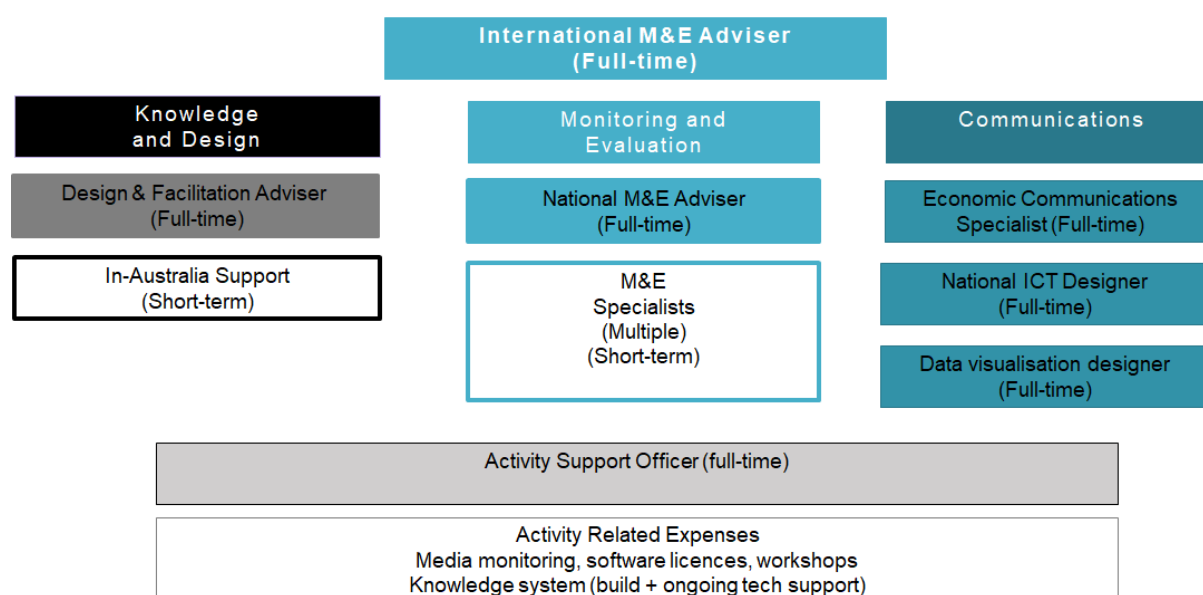 International M&E Adviser
(Full-time)
Knowledge
and Design
Design & Facilitation Adviser
(Full-time)
In-Australia Support
(Short-term)
Monitoring and
Evaluation
National M&E Adviser
(Full-time)
M&E
Specialists
(Multiple)
(Short-term)
Communications
Economic Communications
Specialist (Full-time)
National ICT Designer
(Full-time)
Data visualisation designer
(Full-time)
Activity Support Officer (full-time)
Activity Related Expenses
Media monitoring, software licences, workshops
Knowledge system (build + ongoing tech support)